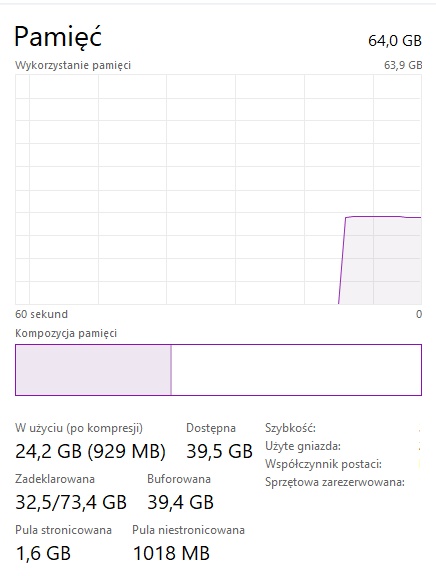 Pamięć 64,0 GB
Wykorzystanie pamięci 63,9 GB
60 sekund 0
Kompozycja pamięci
W użyciu (po kompresji) Dostępna
24,2 GB (929 MB) 39,5 GB
Zadeklarowana Buforowana
32,5/73,4 GB 39,4 GB
Pula stronicowana Pula niestronicowana
1,6 GB 1018 MB
Szybkość:
Użyte gniazda:
Współczynnik postaci:
Sprzętowa zarezerwowana: